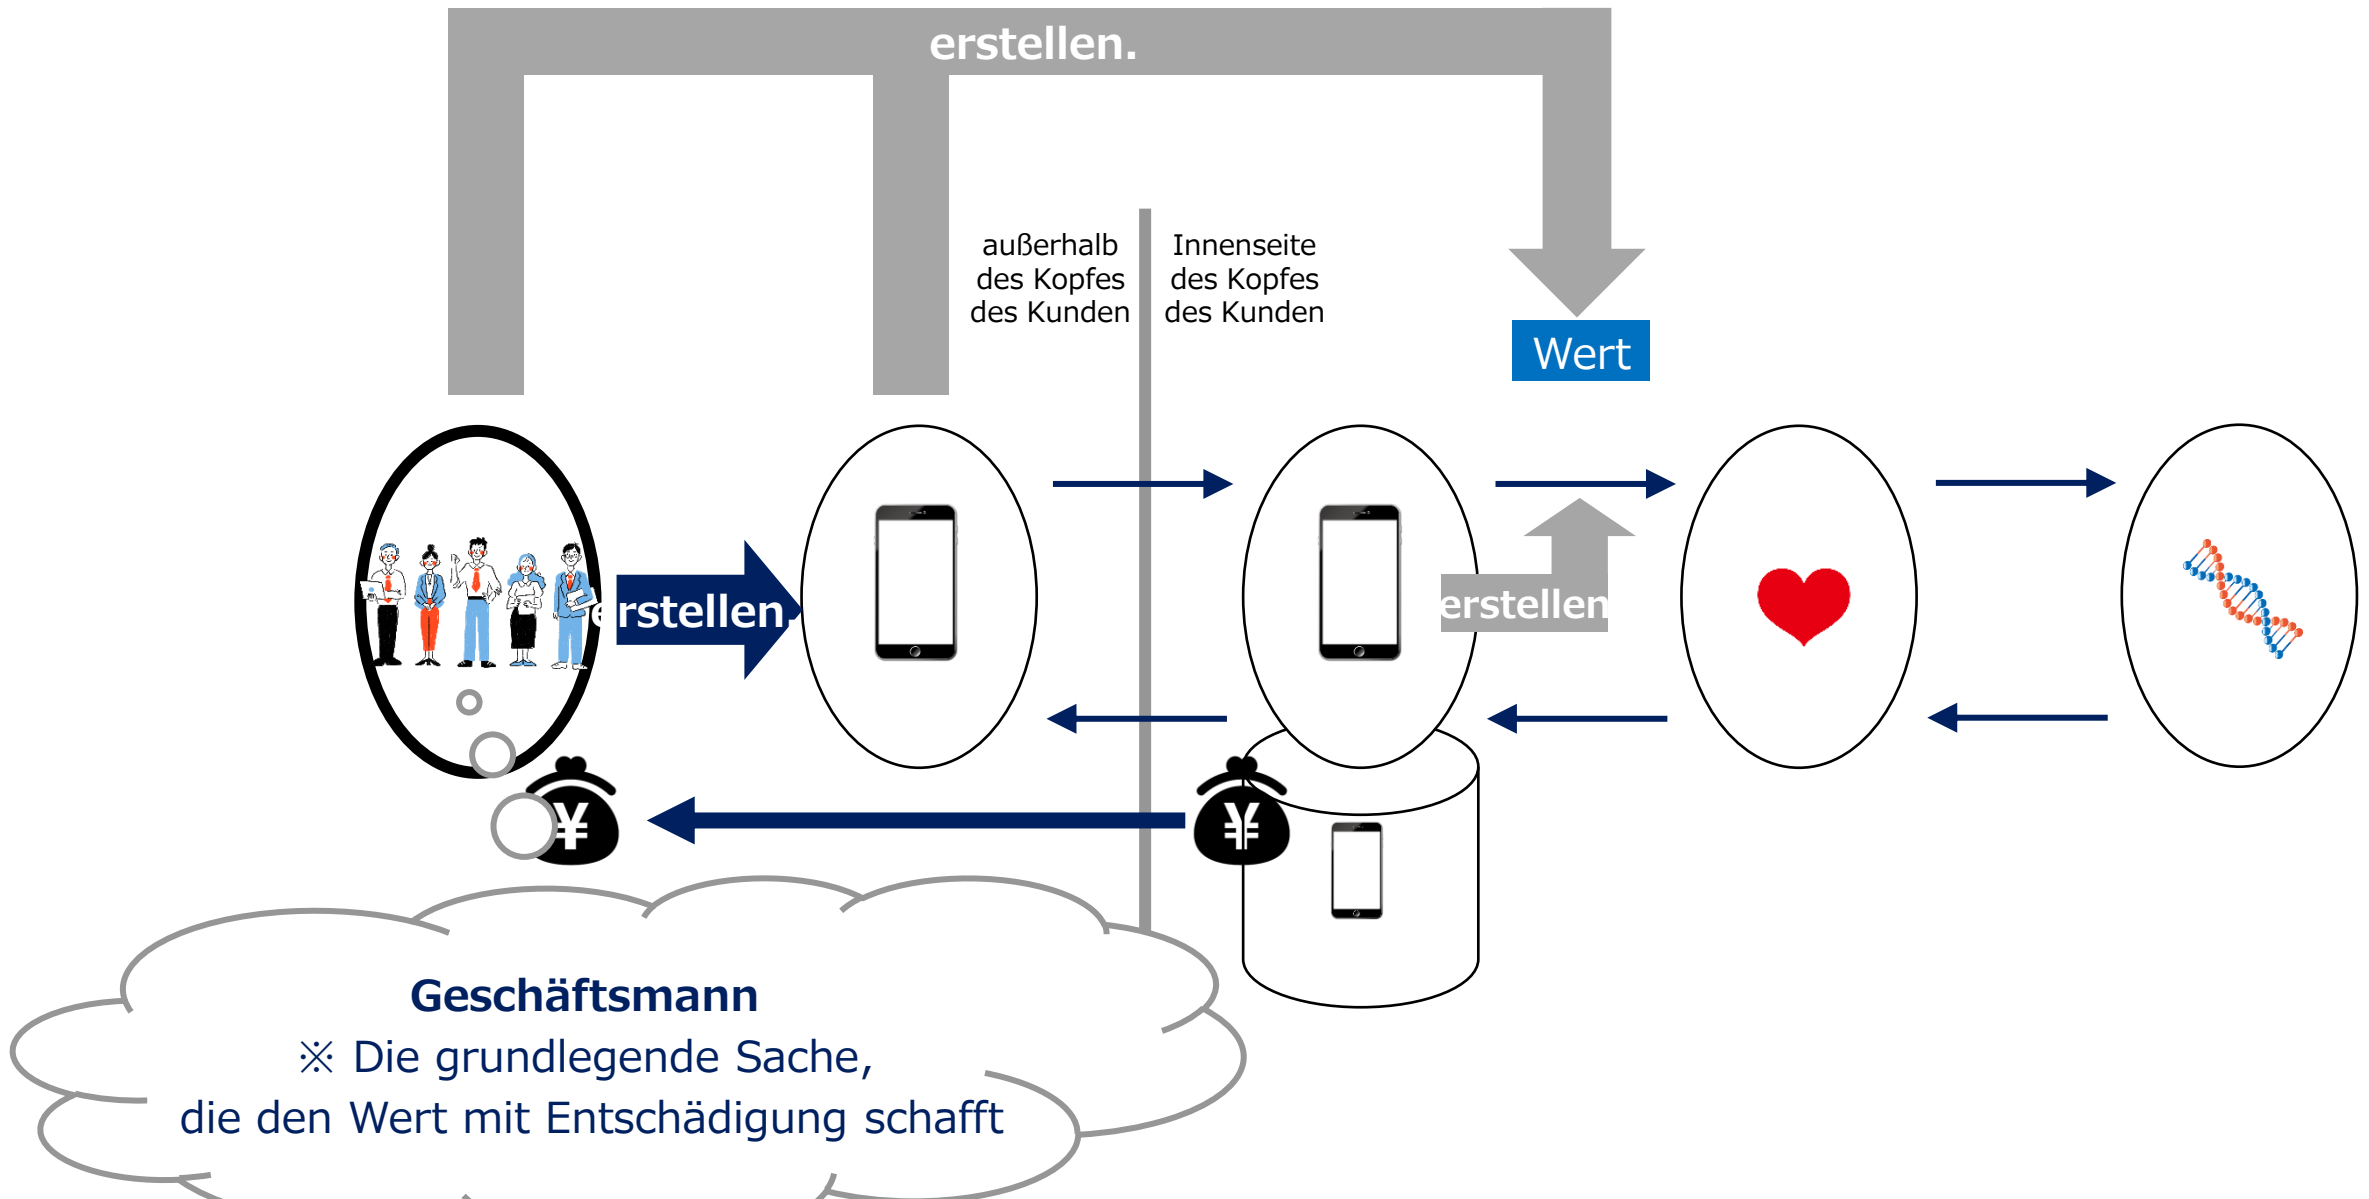 erstellen.
außerhalb
des Kopfes
des Kunden
Innenseite
des Kopfes
des Kunden
Wert
erstellen.
erstellen
¥
¥
Geschäftsmann
※ Die grundlegende Sache,
die den Wert mit Entschädigung schafft